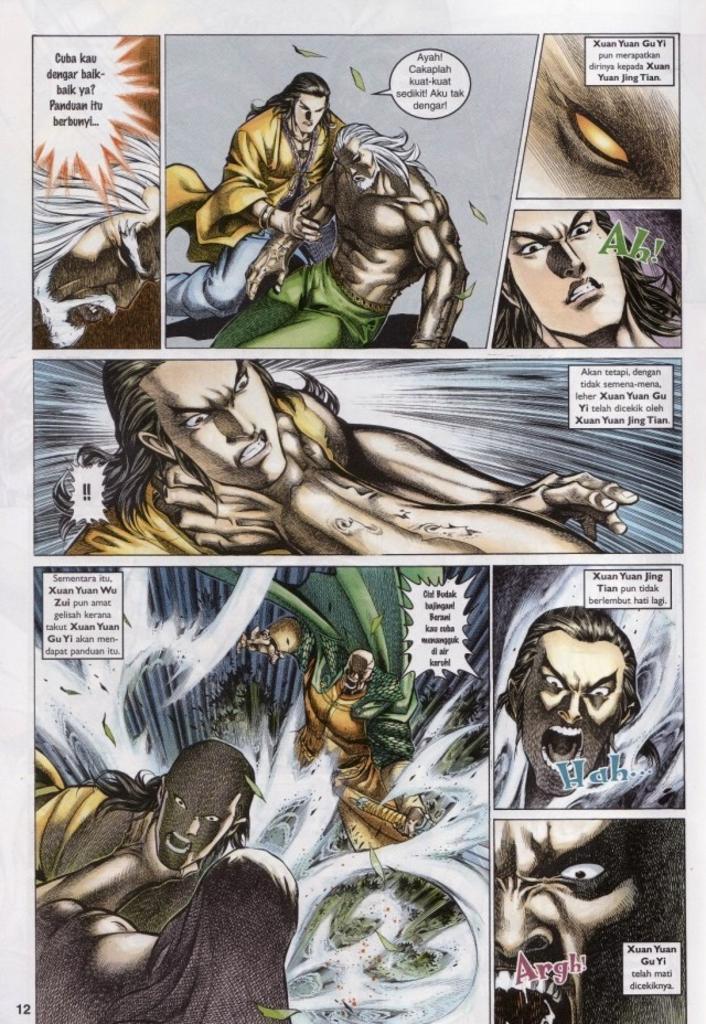 Cuba kau
dengar baik-
baik ya?
Panduan itu
berbunyi...
Ayah!
Cakaplah
kuat-kuat
sedikit! Aku tak
dengar!
Xuan Yuan Gu Yi
pun merapatkan
dirinya kepada Xuan
Yuan Jing Tian.
Ah!
Akan tetapi, dengan
tidak semena-mena,
leher Xuan Yuan Gu
Yi telah dicekik oleh
Xuan Yuan Jing Tian.
!!
Sementara itu,
Xuan Yuan Wu
Zui pun amat
gelisah kerana
takut Xuan Yuan
Gu Yi akan men-
dapat panduan itu.
Cis! Budak
bajingan!
Berani
kau cuba
menangguk
di air
keruh!
Xuan Yuan Jing
Tian pun tidak
berlembut hati lagi.
Hah...
Argh!
Xuan Yuan
Gu Yi
telah mati
dicekiknya.
12